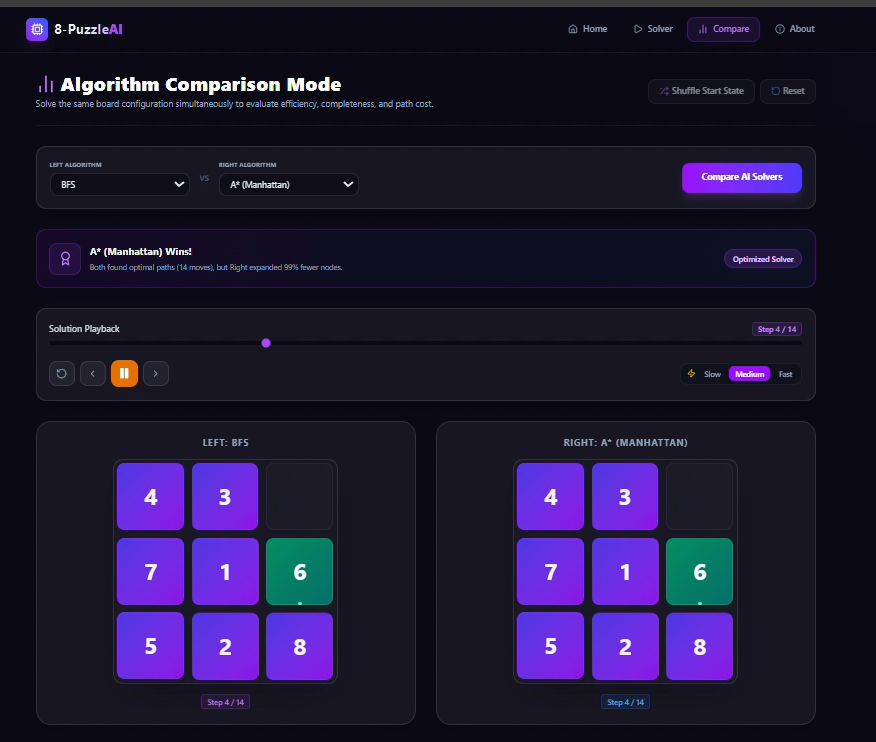 8-PuzzleAI
Home Solver Compare About
Algorithm Comparison Mode
Solve the same board configuration simultaneously to evaluate efficiency, completeness, and path cost.
Shuffle Start State Reset
LEFT ALGORITHM
BFS
VS
RIGHT ALGORITHM
A* (Manhattan)
Compare AI Solvers
A* (Manhattan) Wins!
Both found optimal paths (14 moves), but Right expanded 99% fewer nodes.
Optimized Solver
Solution Playback
Step 4 / 14
Slow Medium Fast
LEFT: BFS
4 3
7 1 6
5 2 8
Step 4 / 14
RIGHT: A* (MANHATTAN)
4 3
7 1 6
5 2 8
Step 4 / 14